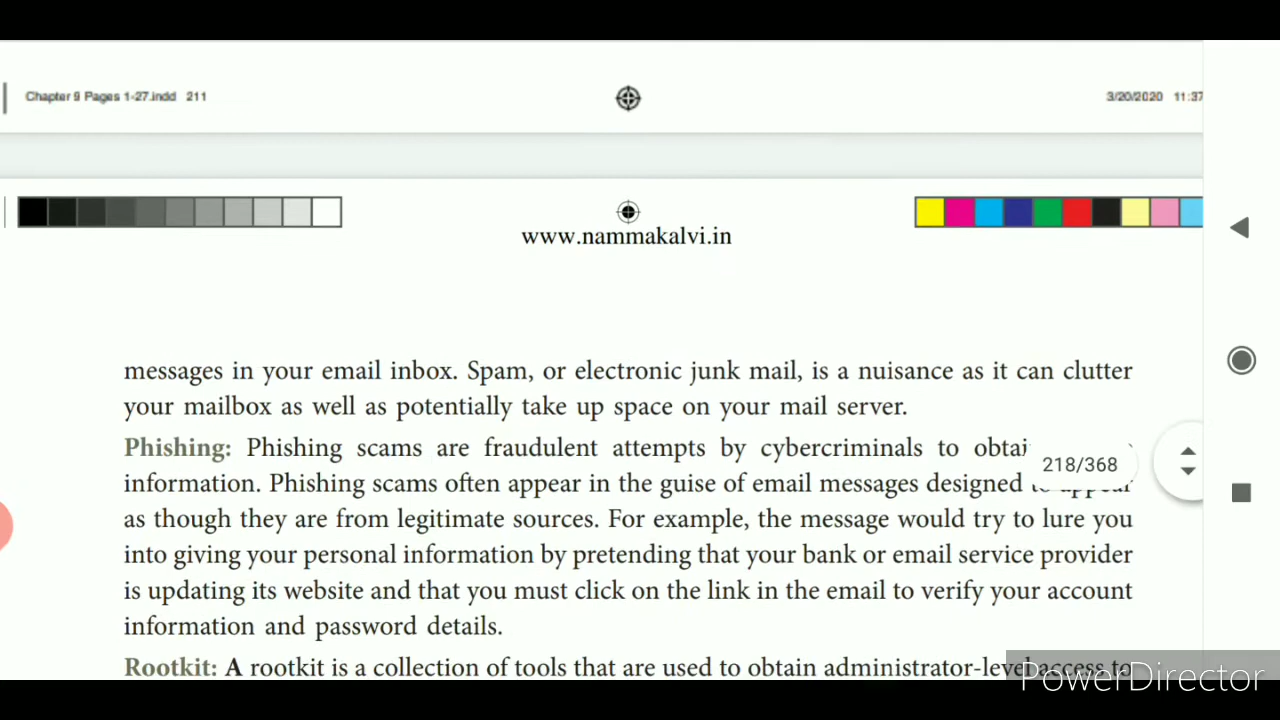 Chapter 9 Pages 1-27.indd 211
3/20/2020 11:37
www.nammakalvi.in
messages in your email inbox. Spam, or electronic junk mail, is a nuisance as it can clutter
your mailbox as well as potentially take up space on your mail server.
Phishing: Phishing scams are fraudulent attempts by cybercriminals to
218/368
information. Phishing scams often appear in the guise of email messages designed to appear
as though they are from legitimate sources. For example, the message would try to lure you
into giving your personal information by pretending that your bank or email service provider
is updating its website and that you must click on the link in the email to verify your account
information and password details.
Rootkit: A rootkit is a collection of tools that are used to obtain administrator-level access to
PowerDirector